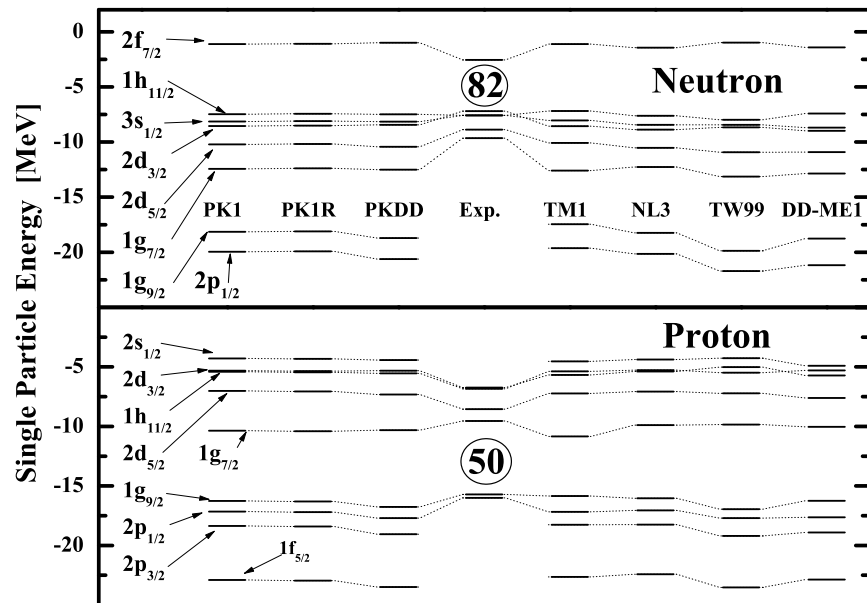 Single Particle Energy [MeV]
0
-5
-10
-15
-20
2f7/2
1h11/2
3s1/2
2d3/2
2d5/2
1g7/2
1g9/2
2p1/2
82
Neutron
PK1 PK1R PKDD Exp. TM1 NL3 TW99 DD-ME1
-5
-10
-15
-20
2s1/2
2d3/2
1h11/2
2d5/2
1g7/2
1g9/2
2p1/2
2p3/2
1f5/2
50
Proton